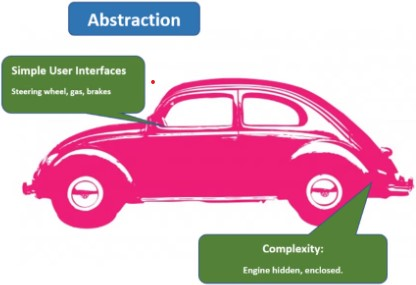 Abstraction
Simple User Interfaces
Steering wheel, gas, brakes
Complexity:
Engine hidden, enclosed.